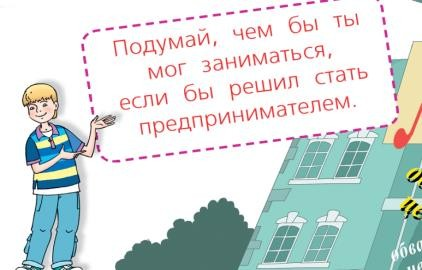 Подумай, чем бы ты
мог заниматься,
если бы решил стать
предпринимателем.